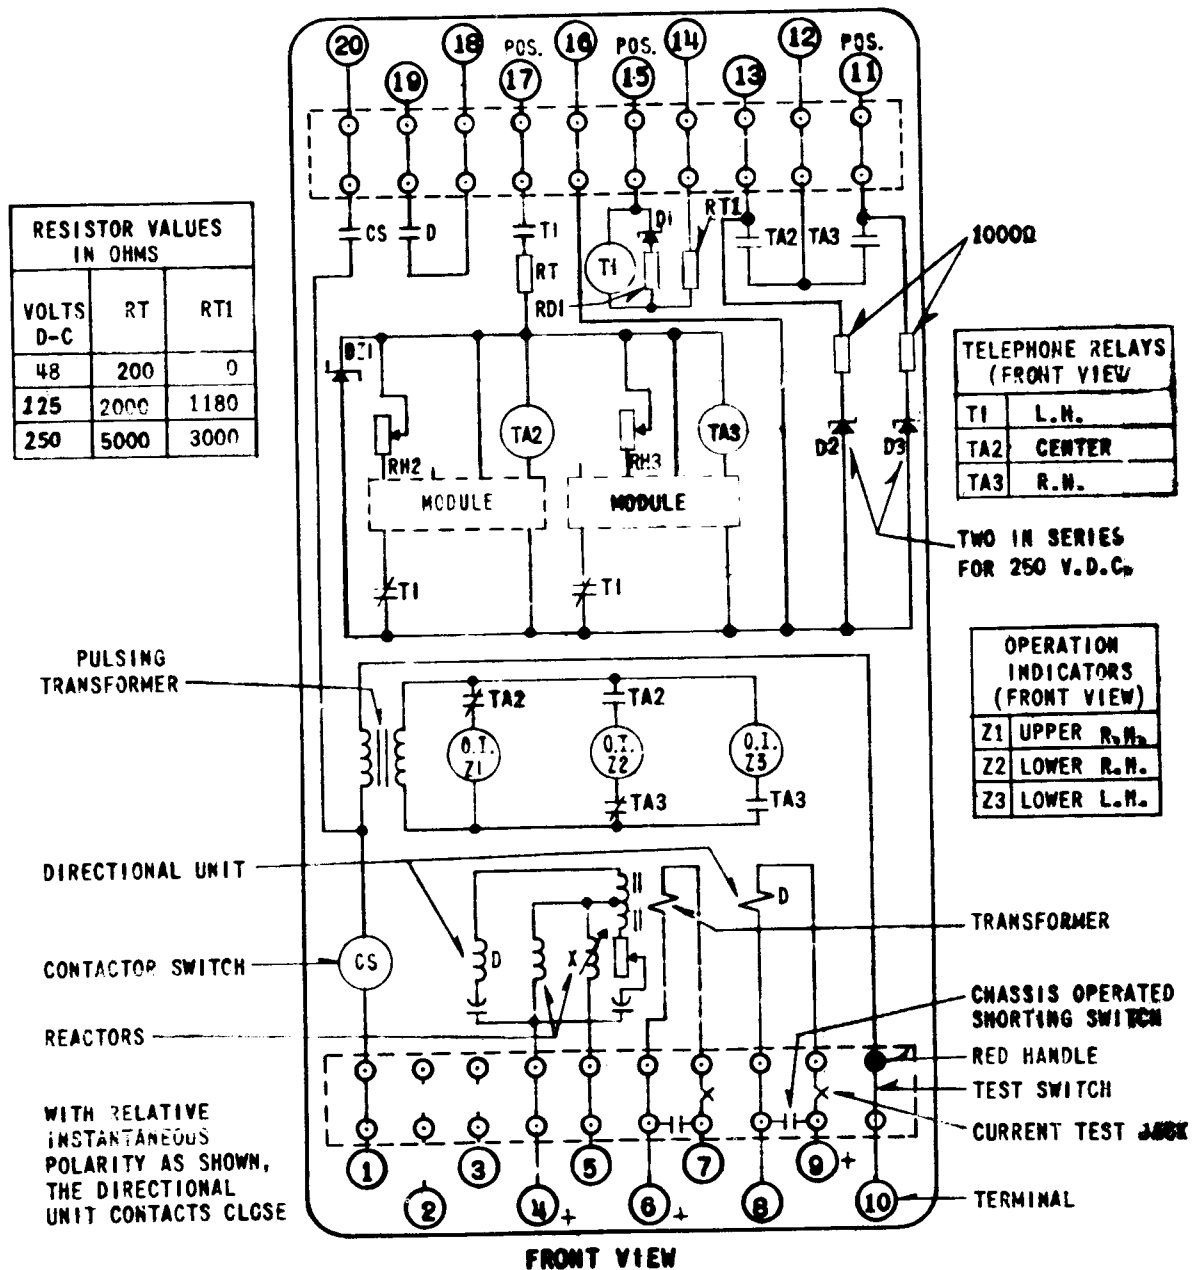 20
18
POS.
16
POS.
14
12
POS.
19
17
15
13
11
RESISTOR VALUES
IN OHMS
VOLTS
D-C
RT
RT1
48
200
0
125
2000
1180
250
5000
3000
CS
D
T1
RT
T1
D1
RD1
RT1
TA2
TA3
1000Ω
DZ1
RH2
TA2
RH3
TA3
D2
D3
MODULE
MODULE
T1
T1
TELEPHONE RELAYS
(FRONT VIEW
T1 L.H.
TA2 CENTER
TA3 R.H.
TWO IN SERIES
FOR 250 V.D.C.
PULSING
TRANSFORMER
TA2
TA2
O.I.
Z1
O.I.
Z2
O.I.
Z3
TA3
TA3
OPERATION
INDICATORS
(FRONT VIEW)
Z1 UPPER R.H.
Z2 LOWER R.H.
Z3 LOWER L.H.
DIRECTIONAL UNIT
D
X
D
TRANSFORMER
CONTACTOR SWITCH
CS
REACTORS
CHASSIS OPERATED
SHORTING SWITCH
RED HANDLE
TEST SWITCH
CURRENT TEST JACK
TERMINAL
WITH RELATIVE
INSTANTANEOUS
POLARITY AS SHOWN,
THE DIRECTIONAL
UNIT CONTACTS CLOSE
1
3
5
7
9 +
2
4 +
6 +
8
10
FRONT VIEW